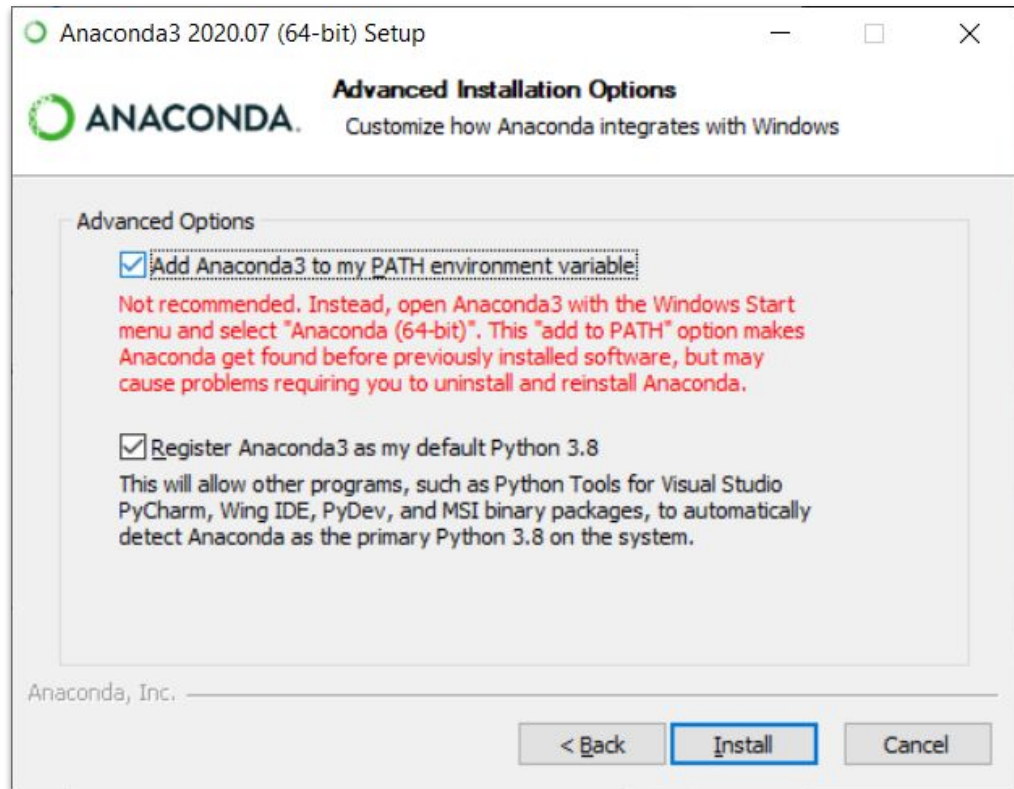 Anaconda3 2020.07 (64-bit) Setup
ANACONDA.
Advanced Installation Options
Customize how Anaconda integrates with Windows
Advanced Options
Add Anaconda3 to my PATH environment variable
Not recommended. Instead, open Anaconda3 with the Windows Start
menu and select "Anaconda (64-bit)". This "add to PATH" option makes
Anaconda get found before previously installed software, but may
cause problems requiring you to uninstall and reinstall Anaconda.
Register Anaconda3 as my default Python 3.8
This will allow other programs, such as Python Tools for Visual Studio
PyCharm, Wing IDE, PyDev, and MSI binary packages, to automatically
detect Anaconda as the primary Python 3.8 on the system.
Anaconda, Inc.
< Back
Install
Cancel